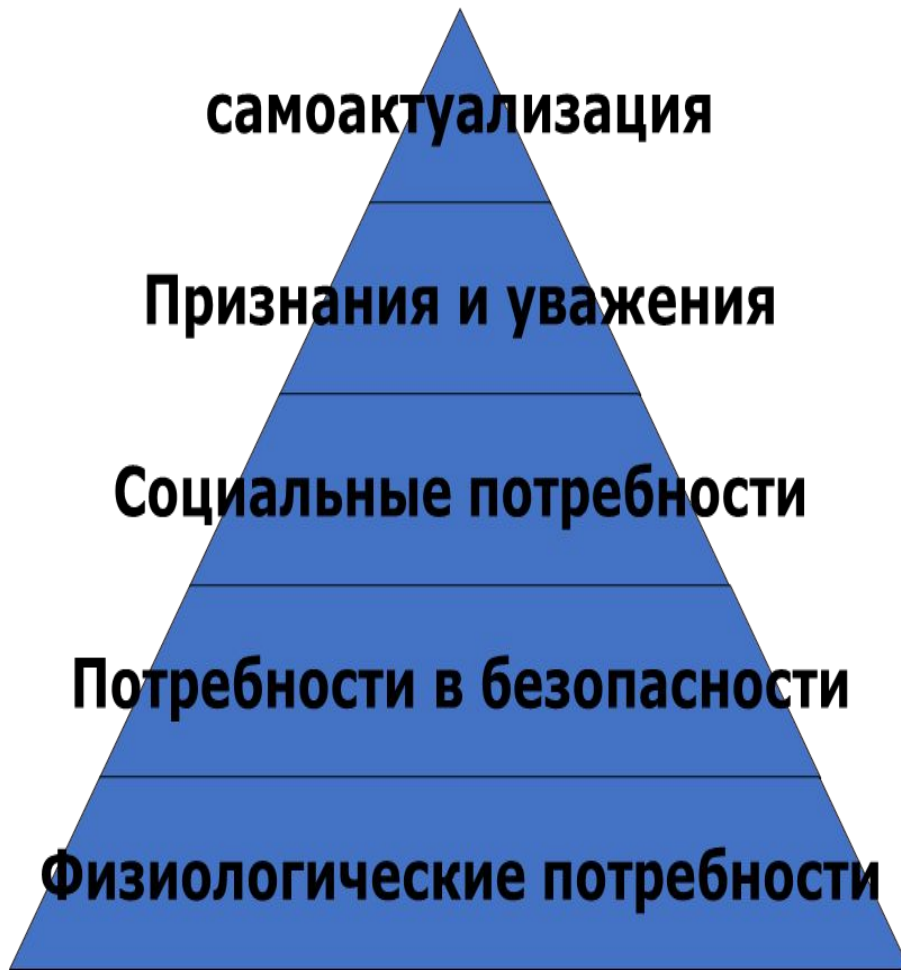 самоактуализация
Признания и уважения
Социальные потребности
Потребности в безопасности
Физиологические потребности